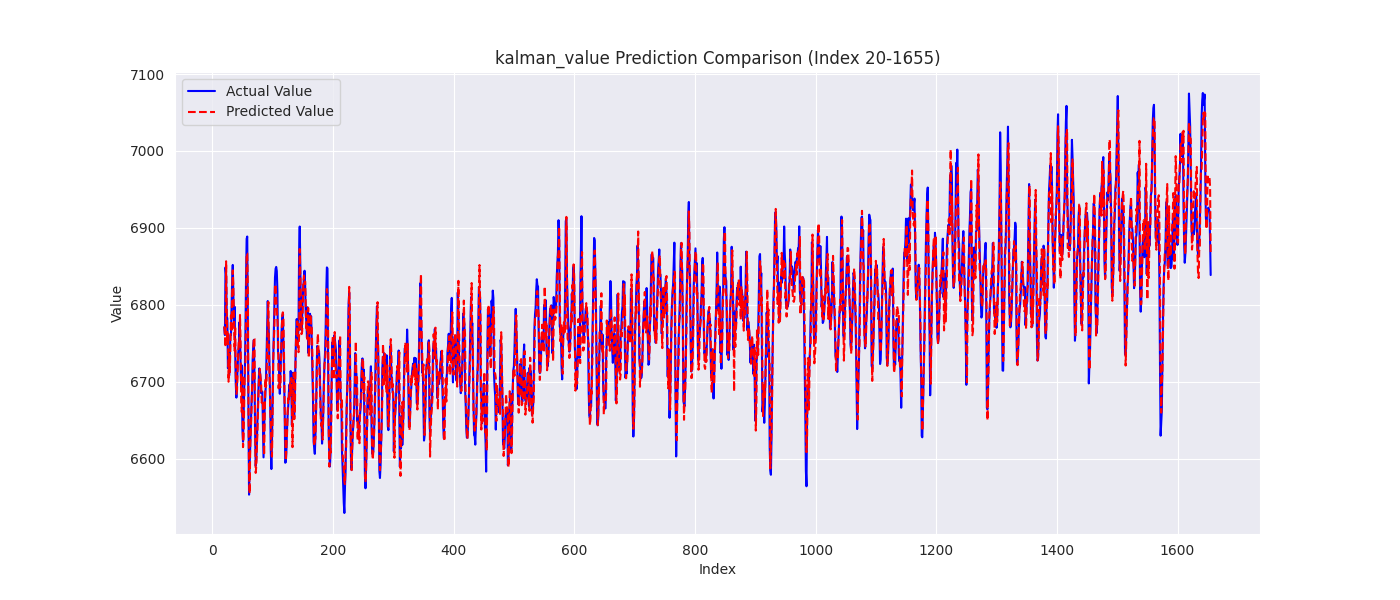 kalman_value Prediction Comparison (Index 20-1655)
Actual Value
Predicted Value
Value
7100
7000
6900
6800
6700
6600
0 200 400 600 800 1000 1200 1400 1600
Index